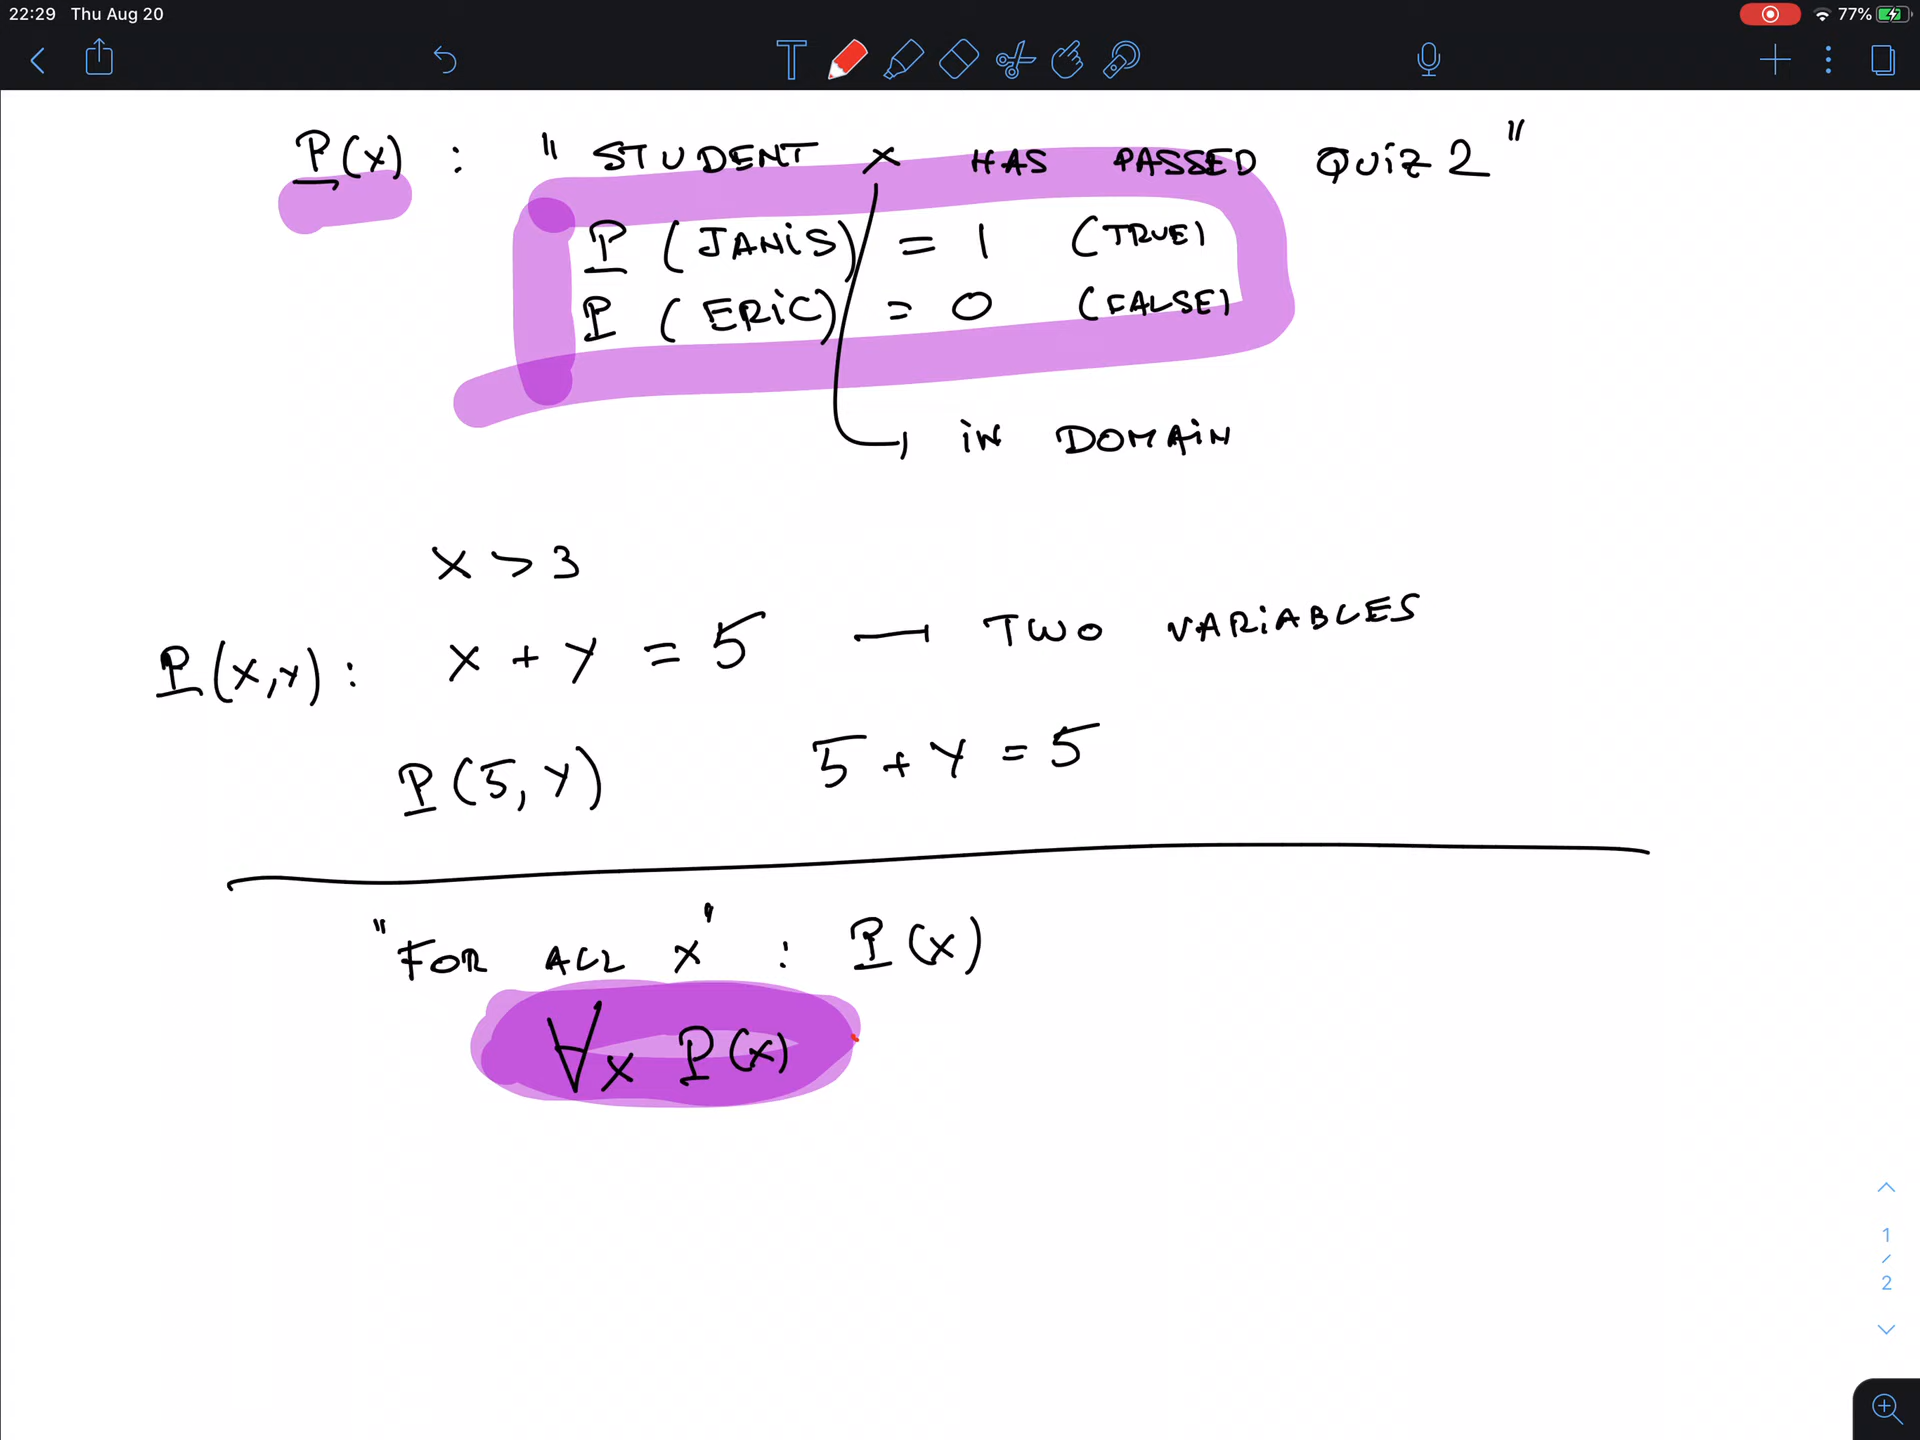 22:29 Thu Aug 20
77%
P(x) : "STUDENT x HAS PASSED QUIZ 2"
P (JANIS) = 1 (TRUE)
P (ERIC) = 0 (FALSE)
IN DOMAIN
x > 3
P(x,y): x + y = 5 — TWO VARIABLES
P(5, y) 5 + y = 5
"FOR ALL x" : P(x)
∀x P(x)
1
/
2